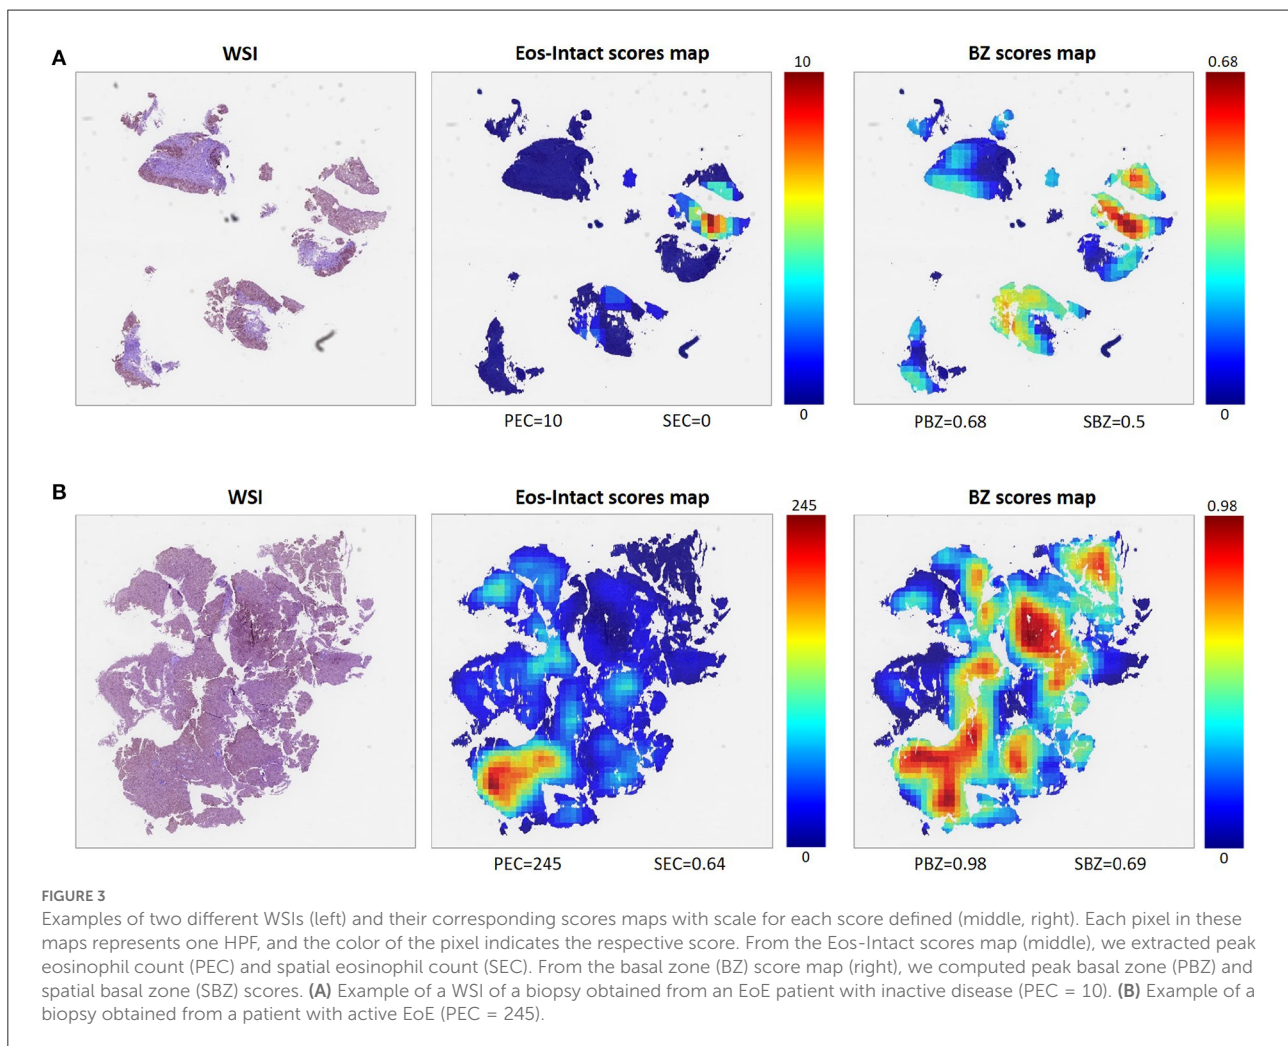 A
WSI
Eos-Intact scores map
BZ scores map
10
0
0.68
0
PEC=10
SEC=0
PBZ=0.68
SBZ=0.5
B
WSI
Eos-Intact scores map
BZ scores map
245
0
0.98
0
PEC=245
SEC=0.64
PBZ=0.98
SBZ=0.69
FIGURE 3
Examples of two different WSIs (left) and their corresponding scores maps with scale for each score defined (middle, right). Each pixel in these
maps represents one HPF, and the color of the pixel indicates the respective score. From the Eos-Intact scores map (middle), we extracted peak
eosinophil count (PEC) and spatial eosinophil count (SEC). From the basal zone (BZ) score map (right), we computed peak basal zone (PBZ) and
spatial basal zone (SBZ) scores. (A) Example of a WSI of a biopsy obtained from an EoE patient with inactive disease (PEC = 10). (B) Example of a
biopsy obtained from a patient with active EoE (PEC = 245).